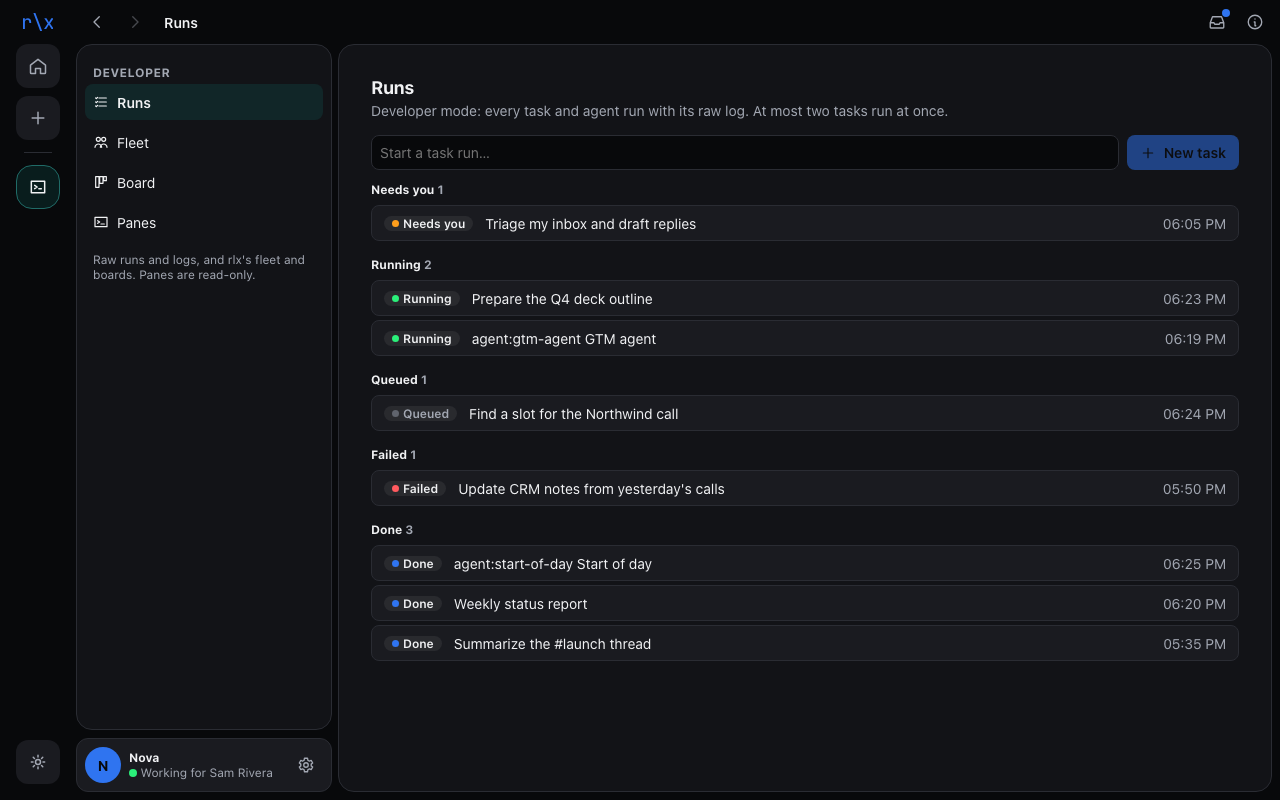 r\x
Runs
DEVELOPER
Runs
Fleet
Board
Panes
Raw runs and logs, and rlx's fleet and
boards. Panes are read-only.
N
Nova
Working for Sam Rivera
Runs
Developer mode: every task and agent run with its raw log. At most two tasks run at once.
Start a task run...
New task
Needs you 1
Needs you Triage my inbox and draft replies 06:05 PM
Running 2
Running Prepare the Q4 deck outline 06:23 PM
Running agent:gtm-agent GTM agent 06:19 PM
Queued 1
Queued Find a slot for the Northwind call 06:24 PM
Failed 1
Failed Update CRM notes from yesterday's calls 05:50 PM
Done 3
Done agent:start-of-day Start of day 06:25 PM
Done Weekly status report 06:20 PM
Done Summarize the #launch thread 05:35 PM